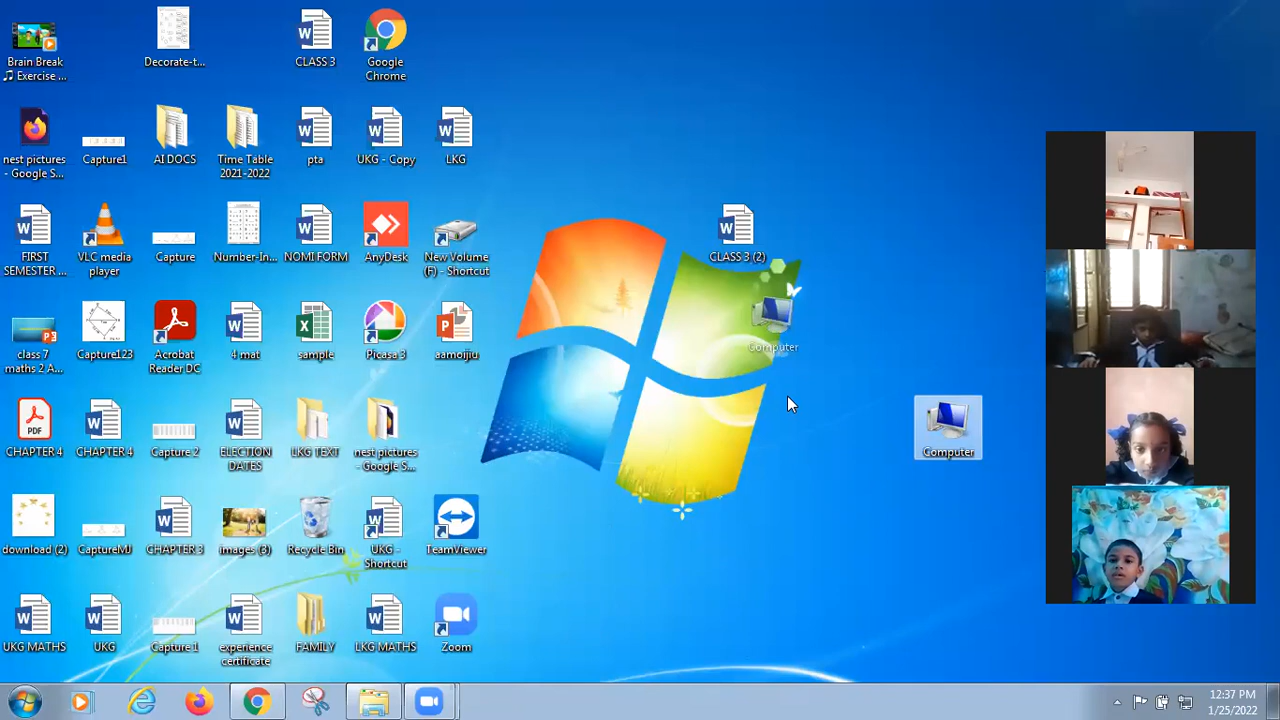 Brain Break
♫ Exercise ...
Decorate-t...
CLASS 3
Google
Chrome
nest pictures
- Google S...
Capture1
AI DOCS
Time Table
2021-2022
pta
UKG - Copy
LKG
FIRST
SEMESTER ...
VLC media
player
Capture
Number-In...
NOMI FORM
AnyDesk
New Volume
(F) - Shortcut
CLASS 3 (2)
class 7
maths 2 A...
Capture123
Acrobat
Reader DC
4 mat
sample
Picasa 3
aamoijiu
Computer
PDF
CHAPTER 4
CHAPTER 4
Capture 2
ELECTION
DATES
LKG TEXT
nest pictures
- Google S...
Computer
download (2)
CaptureMJ
CHAPTER 3
images (3)
Recycle Bin
UKG -
Shortcut
TeamViewer
UKG MATHS
UKG
Capture 1
experience
certificate
FAMILY
LKG MATHS
Zoom
12:37 PM
1/25/2022